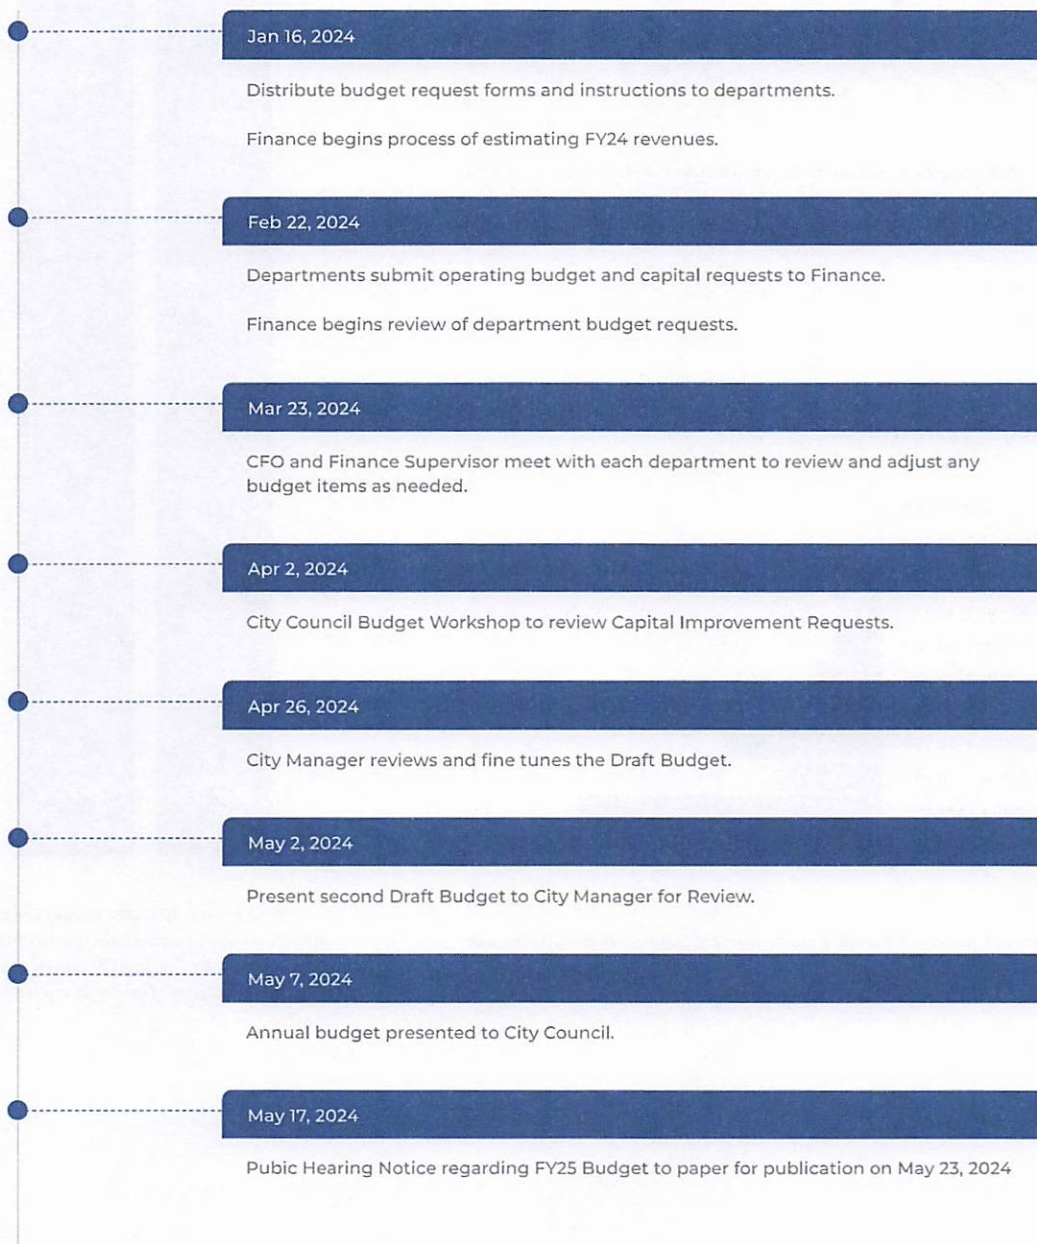 Jan 16, 2024
Distribute budget request forms and instructions to departments.
Finance begins process of estimating FY24 revenues.
Feb 22, 2024
Departments submit operating budget and capital requests to Finance.
Finance begins review of department budget requests.
Mar 23, 2024
CFO and Finance Supervisor meet with each department to review and adjust any
budget items as needed.
Apr 2, 2024
City Council Budget Workshop to review Capital Improvement Requests.
Apr 26, 2024
City Manager reviews and fine tunes the Draft Budget.
May 2, 2024
Present second Draft Budget to City Manager for Review.
May 7, 2024
Annual budget presented to City Council.
May 17, 2024
Pubic Hearing Notice regarding FY25 Budget to paper for publication on May 23, 2024